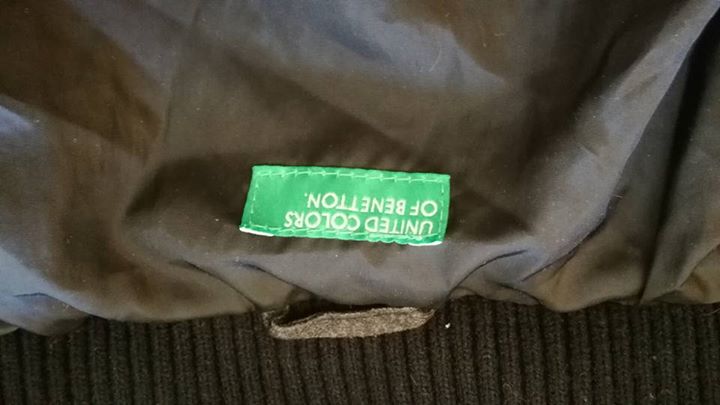 UNITED COLORS
OF BENETTON.